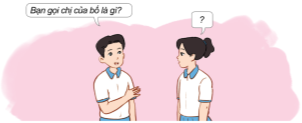 Bạn gọi chị của bố là gì?
?